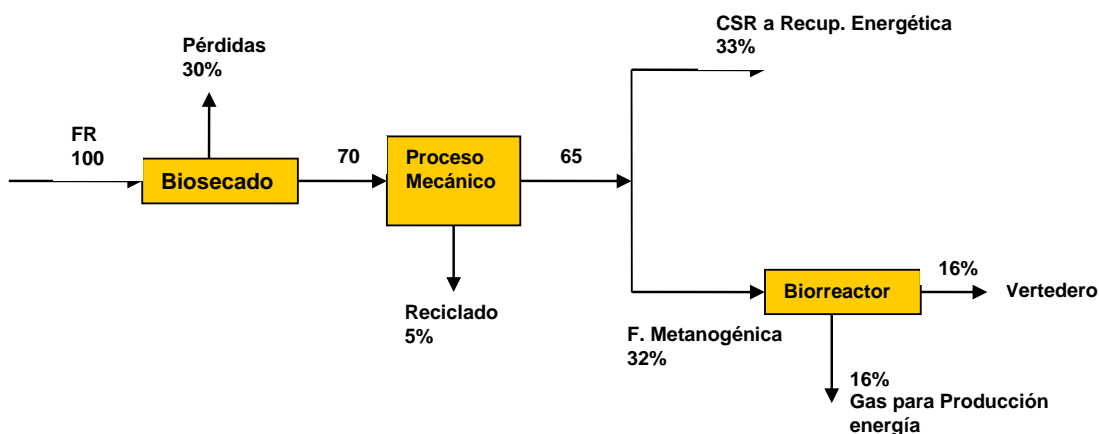 CSR a Recup. Energética
33%
Pérdidas
30%
FR
100
Biosecado
70
Proceso
Mecánico
65
Reciclado
5%
F. Metanogénica
32%
Biorreactor
16%
Vertedero
16%
Gas para Producción
energía